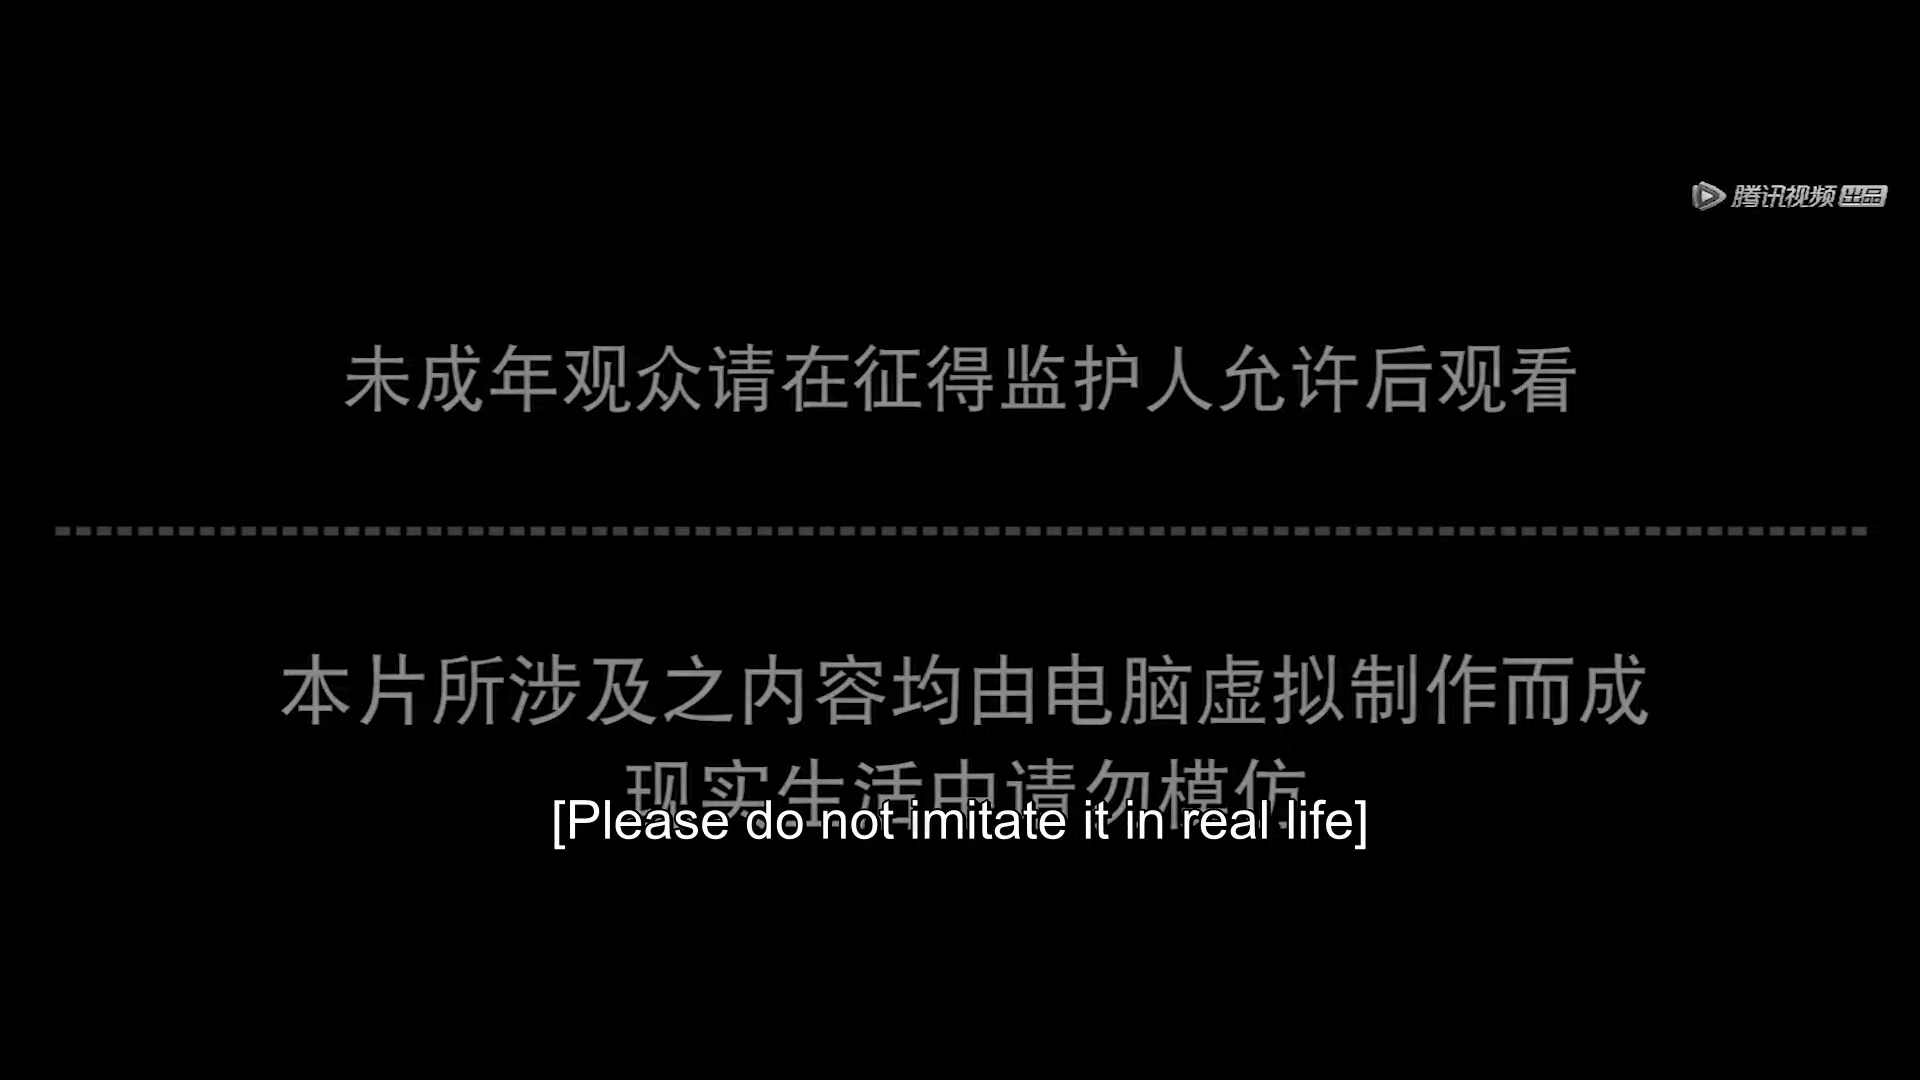 腾讯视频 出品
未成年观众请在征得监护人允许后观看
本片所涉及之内容均由电脑虚拟制作而成
现实生活中请勿模仿
[Please do not imitate it in real life]